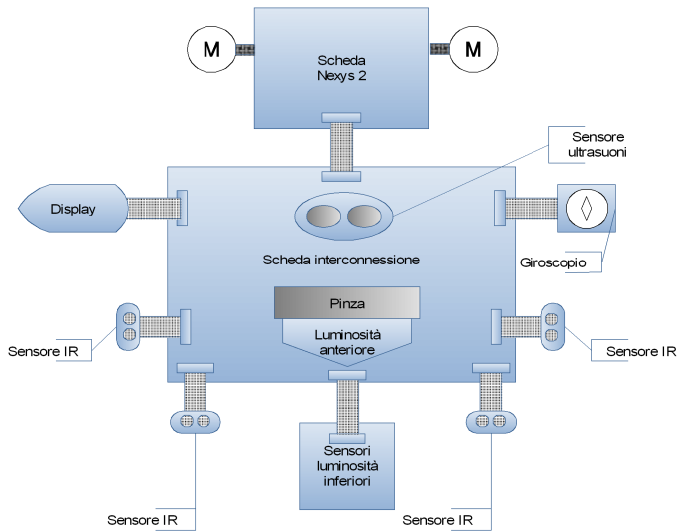 M
Scheda
Nexys 2
M
Sensore
ultrasuoni
Display
Scheda interconnessione
Giroscopio
Pinza
Luminosità
anteriore
Sensore IR
Sensore IR
Sensori
luminosità
inferiori
Sensore IR
Sensore IR